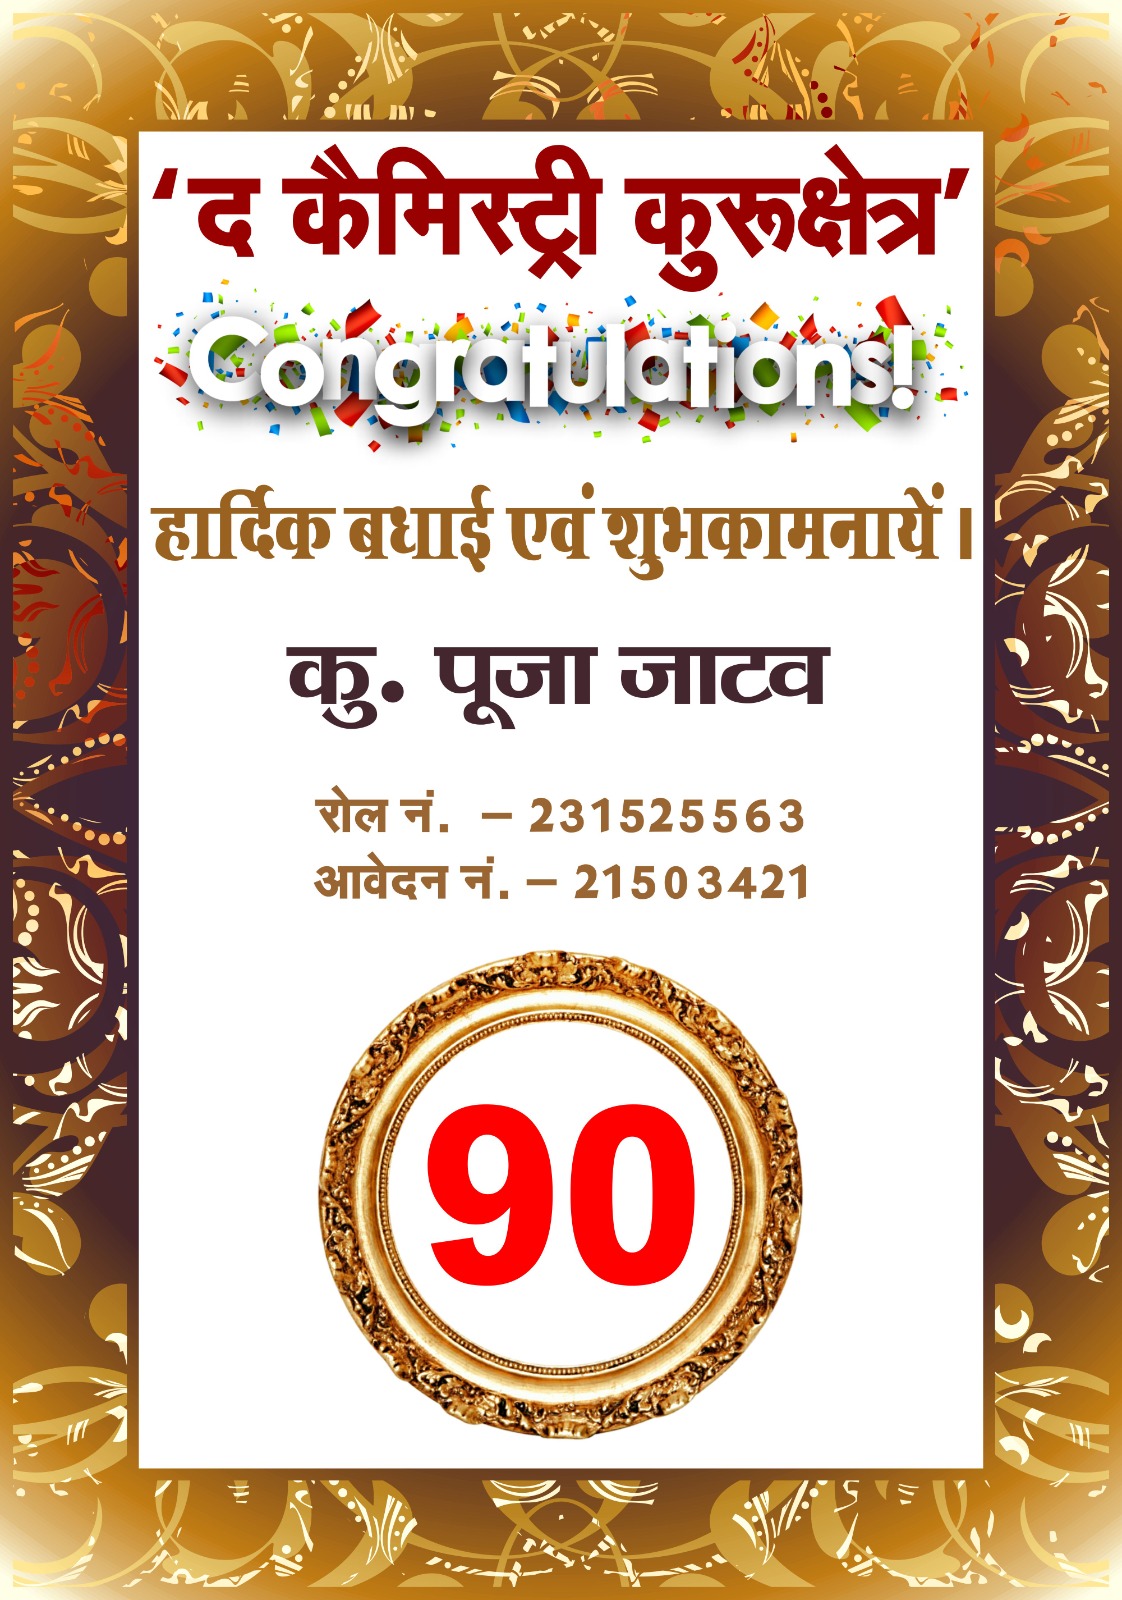 ‘द कैमिस्ट्री कुरूक्षेत्र’
Congratulations!
हार्दिक बधाई एवं शुभकामनायें।
कु. पूजा जाटव
रोल नं. – 231525563
आवेदन नं. – 21503421
90